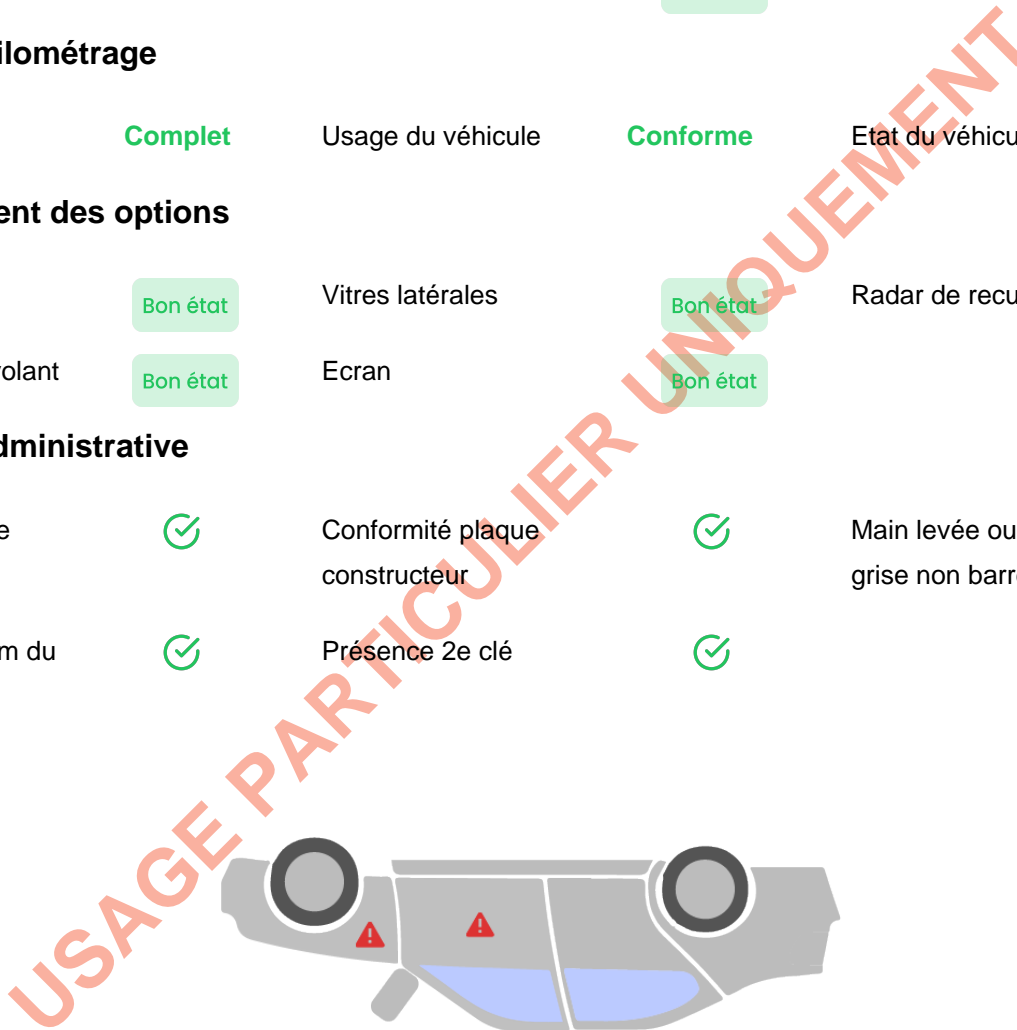 ilométrage
Complet Usage du véhicule Conforme Etat du véhicu
ent des options
Bon état Vitres latérales Bon état Radar de recu
olant Bon état Ecran Bon état
dministrative
e Conformité plaque Main levée ou
constructeur grise non barr
m du Présence 2e clé
USAGE PARTICULIER UNIQUEMENT